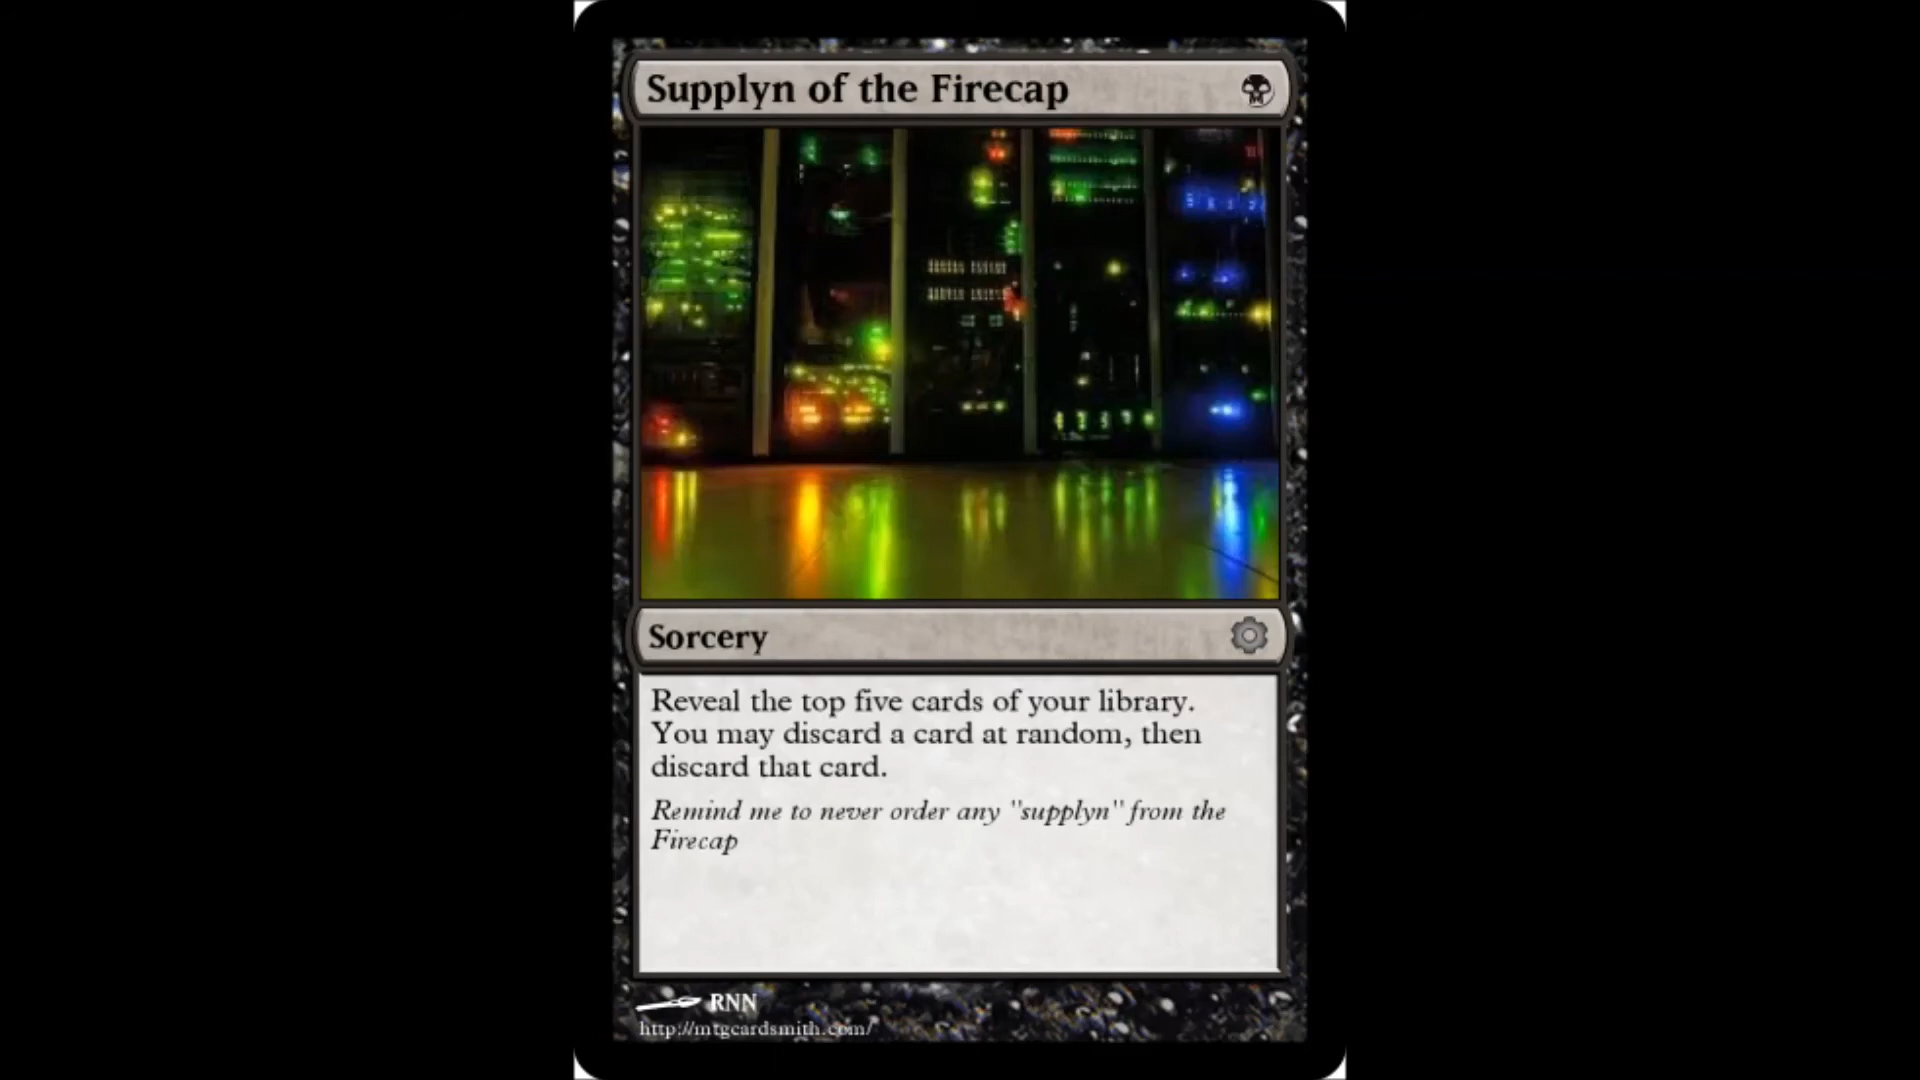 Supplyn of the Firecap
Sorcery
Reveal the top five cards of your library.
You may discard a card at random, then
discard that card.
Remind me to never order any "supplyn" from the
Firecap
RNN
http://mtgcardsmith.com/